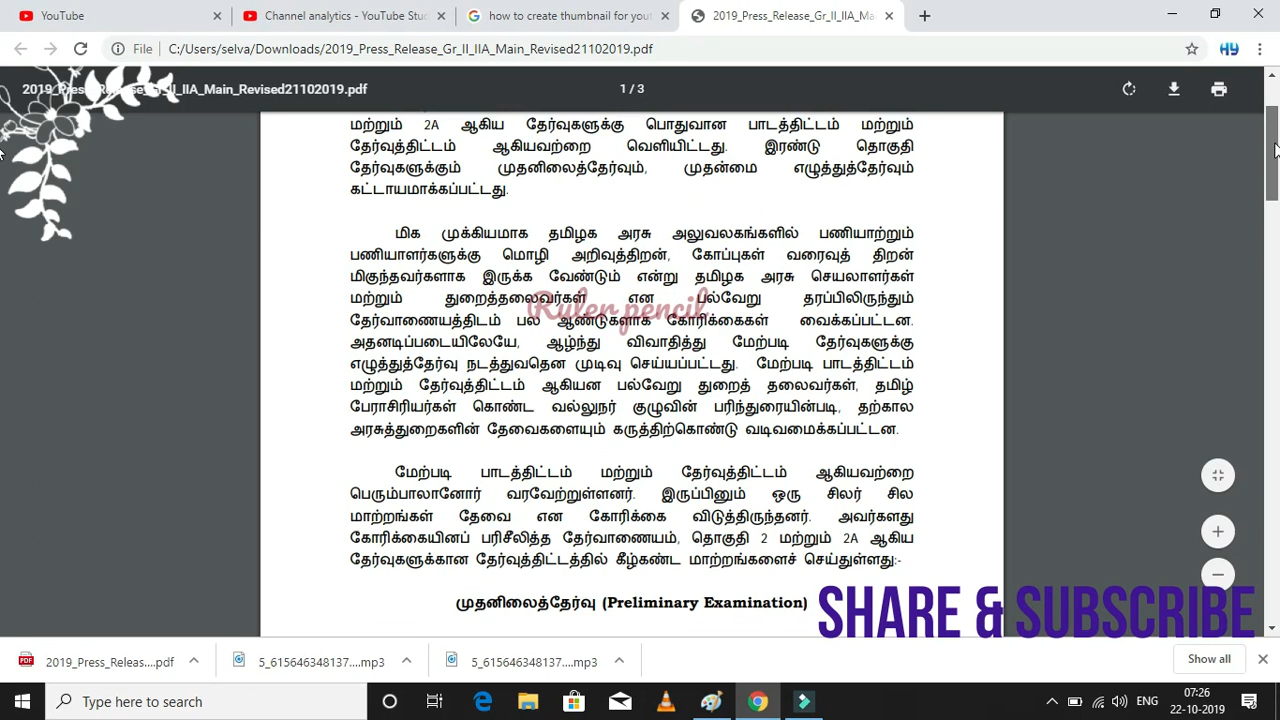 YouTube
Channel analytics - YouTube Stud
how to create thumbnail for yout
2019_Press_Release_Gr_II_IIA_Ma
File
C:/Users/selva/Downloads/2019_Press_Release_Gr_II_IIA_Main_Revised21102019.pdf
2019_Press_Release_Gr_II_IIA_Main_Revised21102019.pdf
1 / 3
மற்றும் 2A ஆகிய தேர்வுகளுக்கு பொதுவான பாடத்திட்டம் மற்றும்
தேர்வுத்திட்டம் ஆகியவற்றை வெளியிட்டது. இரண்டு தொகுதி
தேர்வுகளுக்கும் முதனிலைத்தேர்வும், முதன்மை எழுத்துத்தேர்வும்
கட்டாயமாக்கப்பட்டது.
மிக முக்கியமாக தமிழக அரசு அலுவலகங்களில் பணியாற்றும்
பணியாளர்களுக்கு மொழி அறிவுத்திறன், கோப்புகள் வரைவுத் திறன்
மிகுந்தவர்களாக இருக்க வேண்டும் என்று தமிழக அரசு செயலாளர்கள்
மற்றும் துறைத்தலைவர்கள் என பல்வேறு தரப்பிலிருந்தும்
Ruler pencil
தேர்வாணையத்திடம் பல ஆண்டுகளாக கோரிக்கைகள் வைக்கப்பட்டன.
அதனடிப்படையிலேயே, ஆழ்ந்து விவாதித்து மேற்படி தேர்வுகளுக்கு
எழுத்துத்தேர்வு நடத்துவதென முடிவு செய்யப்பட்டது. மேற்படி பாடத்திட்டம்
மற்றும் தேர்வுத்திட்டம் ஆகியன பல்வேறு துறைத் தலைவர்கள், தமிழ்
பேராசிரியர்கள் கொண்ட வல்லுநர் குழுவின் பரிந்துரையின்படி, தற்கால
அரசுத்துறைகளின் தேவைகளையும் கருத்திற்கொண்டு வடிவமைக்கப்பட்டன.
மேற்படி பாடத்திட்டம் மற்றும் தேர்வுத்திட்டம் ஆகியவற்றை
பெரும்பாலானோர் வரவேற்றுள்ளனர். இருப்பினும் ஒரு சிலர் சில
மாற்றங்கள் தேவை என கோரிக்கை விடுத்திருந்தனர். அவர்களது
கோரிக்கையினப் பரிசீலித்த தேர்வாணையம், தொகுதி 2 மற்றும் 2A ஆகிய
தேர்வுகளுக்கான தேர்வுத்திட்டத்தில் கீழ்கண்ட மாற்றங்களைச் செய்துள்ளது:-
முதனிலைத்தேர்வு (Preliminary Examination)
SHARE & SUBSCRIBE
2019_Press_Releas....pdf
5_615646348137....mp3
5_615646348137....mp3
Show all
Type here to search
ENG
07:26
22-10-2019